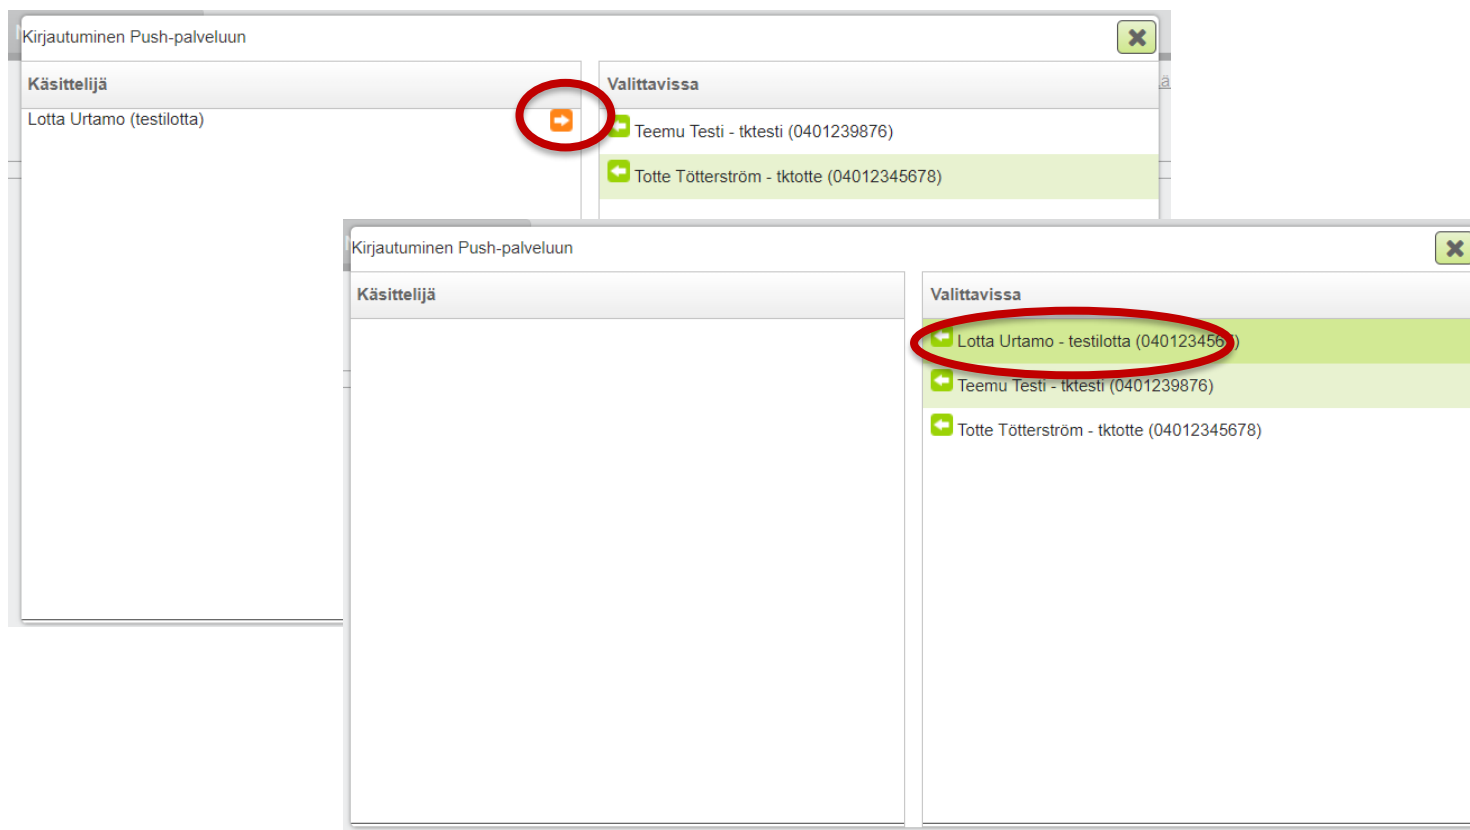 Kirjautuminen Push-palveluun
Käsittelijä
Valittavissa
Lotta Urtamo (testilotta)
Teemu Testi - tktesti (0401239876)
Totte Tötterström - tktotte (04012345678)
Kirjautuminen Push-palveluun
Käsittelijä
Valittavissa
Lotta Urtamo - testilotta
Teemu Testi - tktesti (0401239876)
Totte Tötterström - tktotte (04012345678)